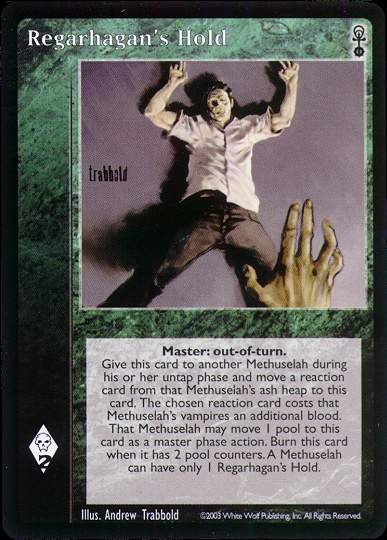 Regarhagan's Hold
trabbold
Master: out-of-turn.
Give this card to another Methuselah during
his or her untap phase and move a reaction
card from that Methuselah's ash heap to this
card. The chosen reaction card costs that
Methuselah's vampires an additional blood.
That Methuselah may move 1 pool to this
card as a master phase action. Burn this card
when it has 2 pool counters. A Methuselah
can have only 1 Regarhagan's Hold.
2
Illus. Andrew Trabbold ©2003 White Wolf Publishing, Inc. All Rights Reserved.